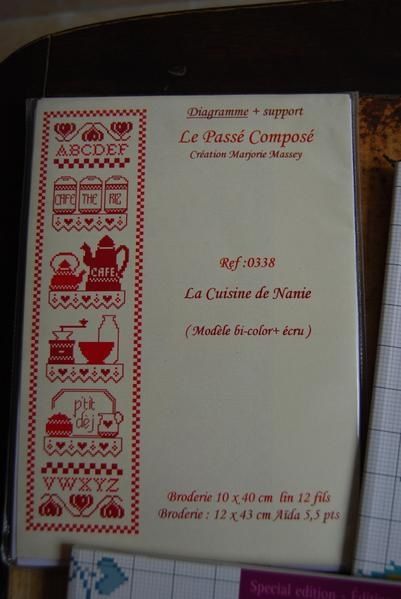 Diagramme + support
Le Passé Composé
Création Marjorie Massey
ABCDEF
CAFE THE RIZ
CAFE
Ref :0338
La Cuisine de Nanie
( Modèle bi-color+ écru )
p'tit
déj
VWXYZ
Broderie 10 x 40 cm lin 12 fils
Broderie : 12 x 43 cm Aïda 5,5 pts
Special edition - Édition